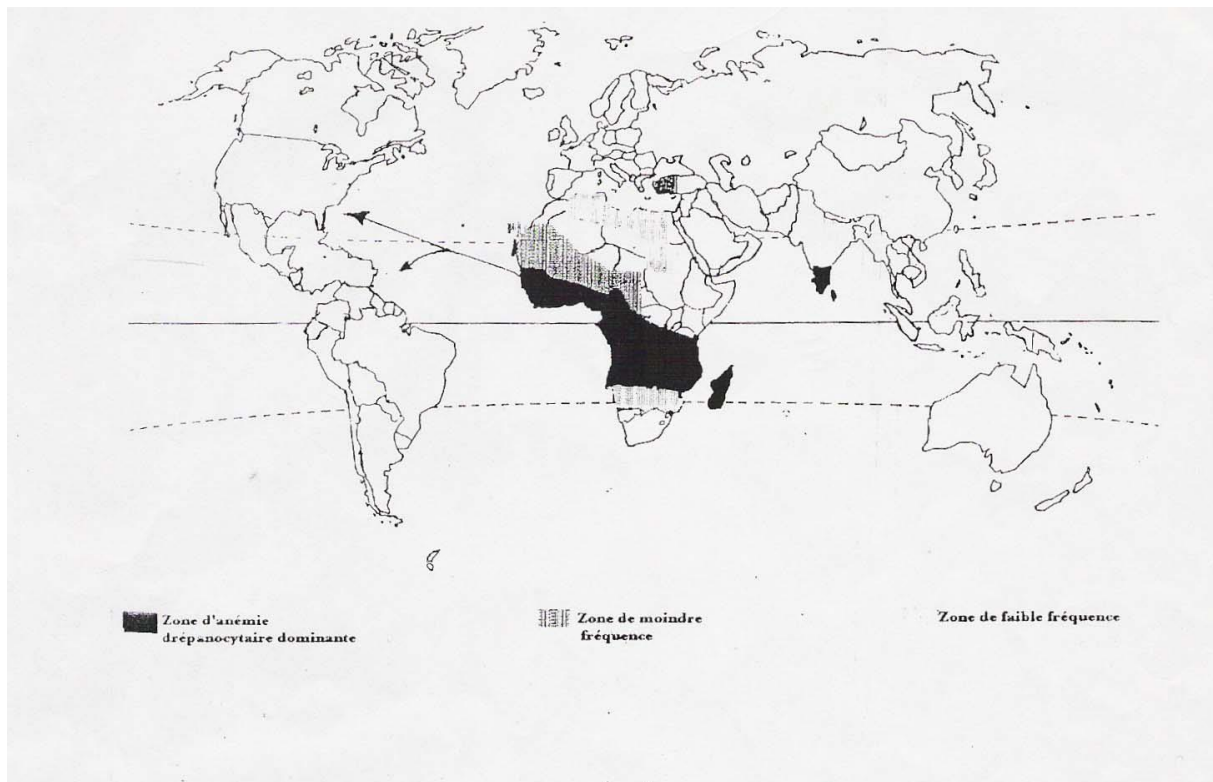 Zone d'anémie
drépanocytaire dominante
Zone de moindre
fréquence
Zone de faible fréquence